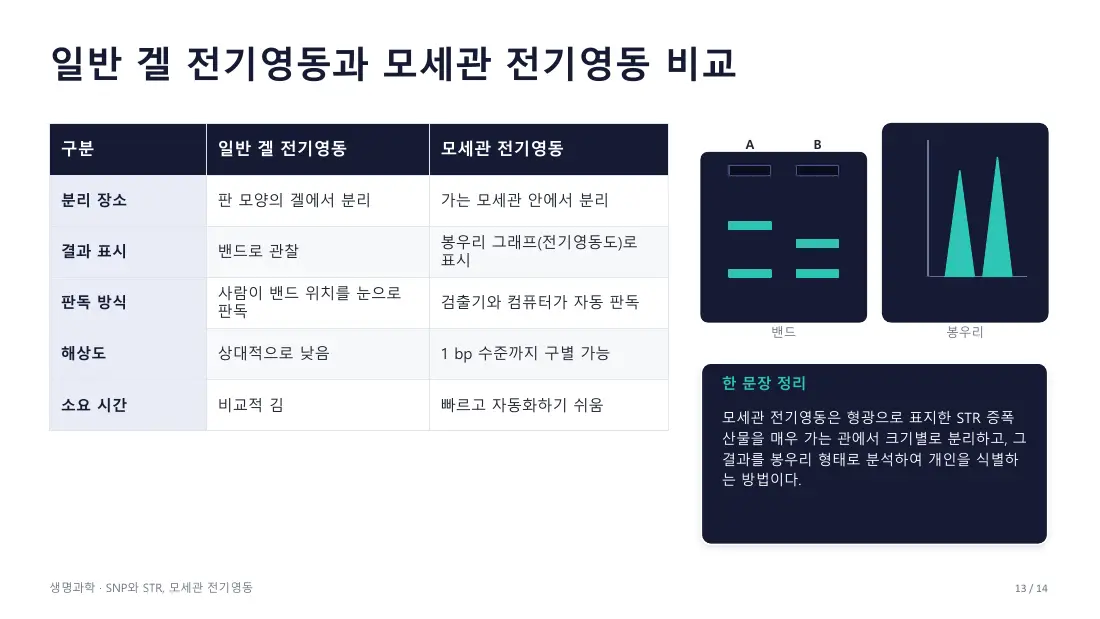 일반 겔 전기영동과 모세관 전기영동 비교
구분
일반 겔 전기영동
모세관 전기영동
분리 장소
판 모양의 겔에서 분리
가는 모세관 안에서 분리
결과 표시
밴드로 관찰
봉우리 그래프(전기영동도)로
표시
판독 방식
사람이 밴드 위치를 눈으로
판독
검출기와 컴퓨터가 자동 판독
해상도
상대적으로 낮음
1 bp 수준까지 구별 가능
소요 시간
비교적 김
빠르고 자동화하기 쉬움
A
B
밴드
봉우리
한 문장 정리
모세관 전기영동은 형광으로 표지한 STR 증폭
산물을 매우 가는 관에서 크기별로 분리하고, 그
결과를 봉우리 형태로 분석하여 개인을 식별하
는 방법이다.
생명과학 · SNP와 STR, 모세관 전기영동
13 / 14